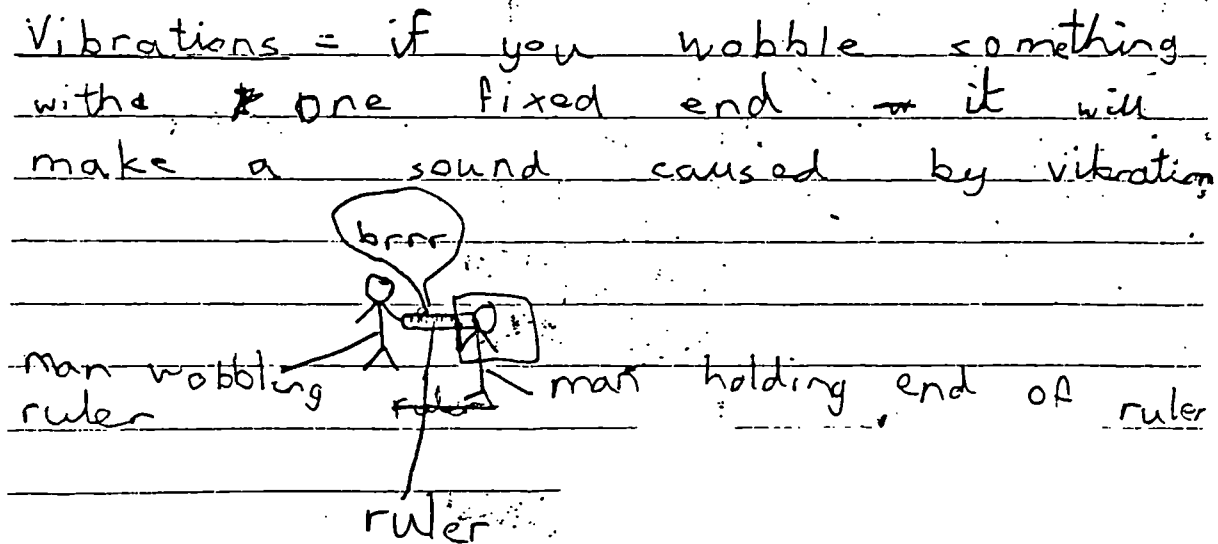 Vibrations = if you wobble something
with one fixed end it will
make a sound caused by vibration
brrr
man wobbling
ruler
man holding end of ruler
ruler